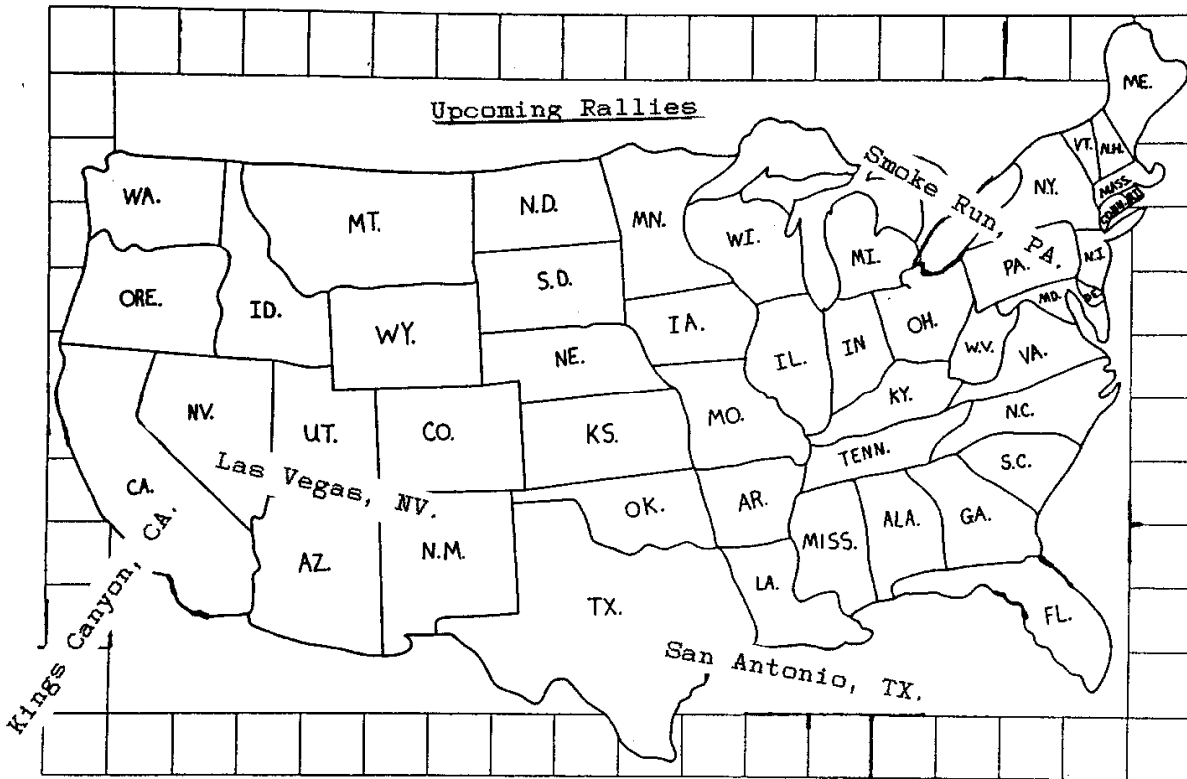 Upcoming Rallies
ME.
VT.
N.H.
Smoke Run, PA.
WA.
MT.
N.D.
MN.
N.Y.
MASS.
CONN.
R.I.
WI.
MI.
PA.
N.J.
ORE.
ID.
S.D.
WY.
IA.
OH.
MD.
DE.
NE.
IL.
IN
W.V.
VA.
NV.
UT.
CO.
KS.
MO.
KY.
N.C.
TENN.
S.C.
Las Vegas, NV.
CA.
OK.
AR.
MISS.
ALA.
GA.
Kings Canyon, CA.
AZ.
N.M.
TX.
LA.
FL.
San Antonio, TX.